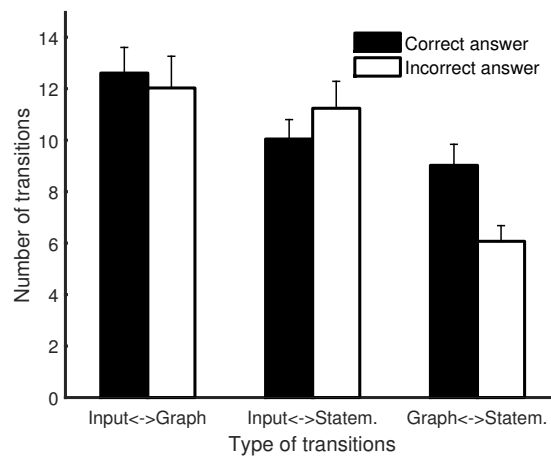 14
12
10
8
6
4
2
0
Number of transitions
Correct answer
Incorrect answer
Input<->Graph
Input<->Statem.
Graph<->Statem.
Type of transitions